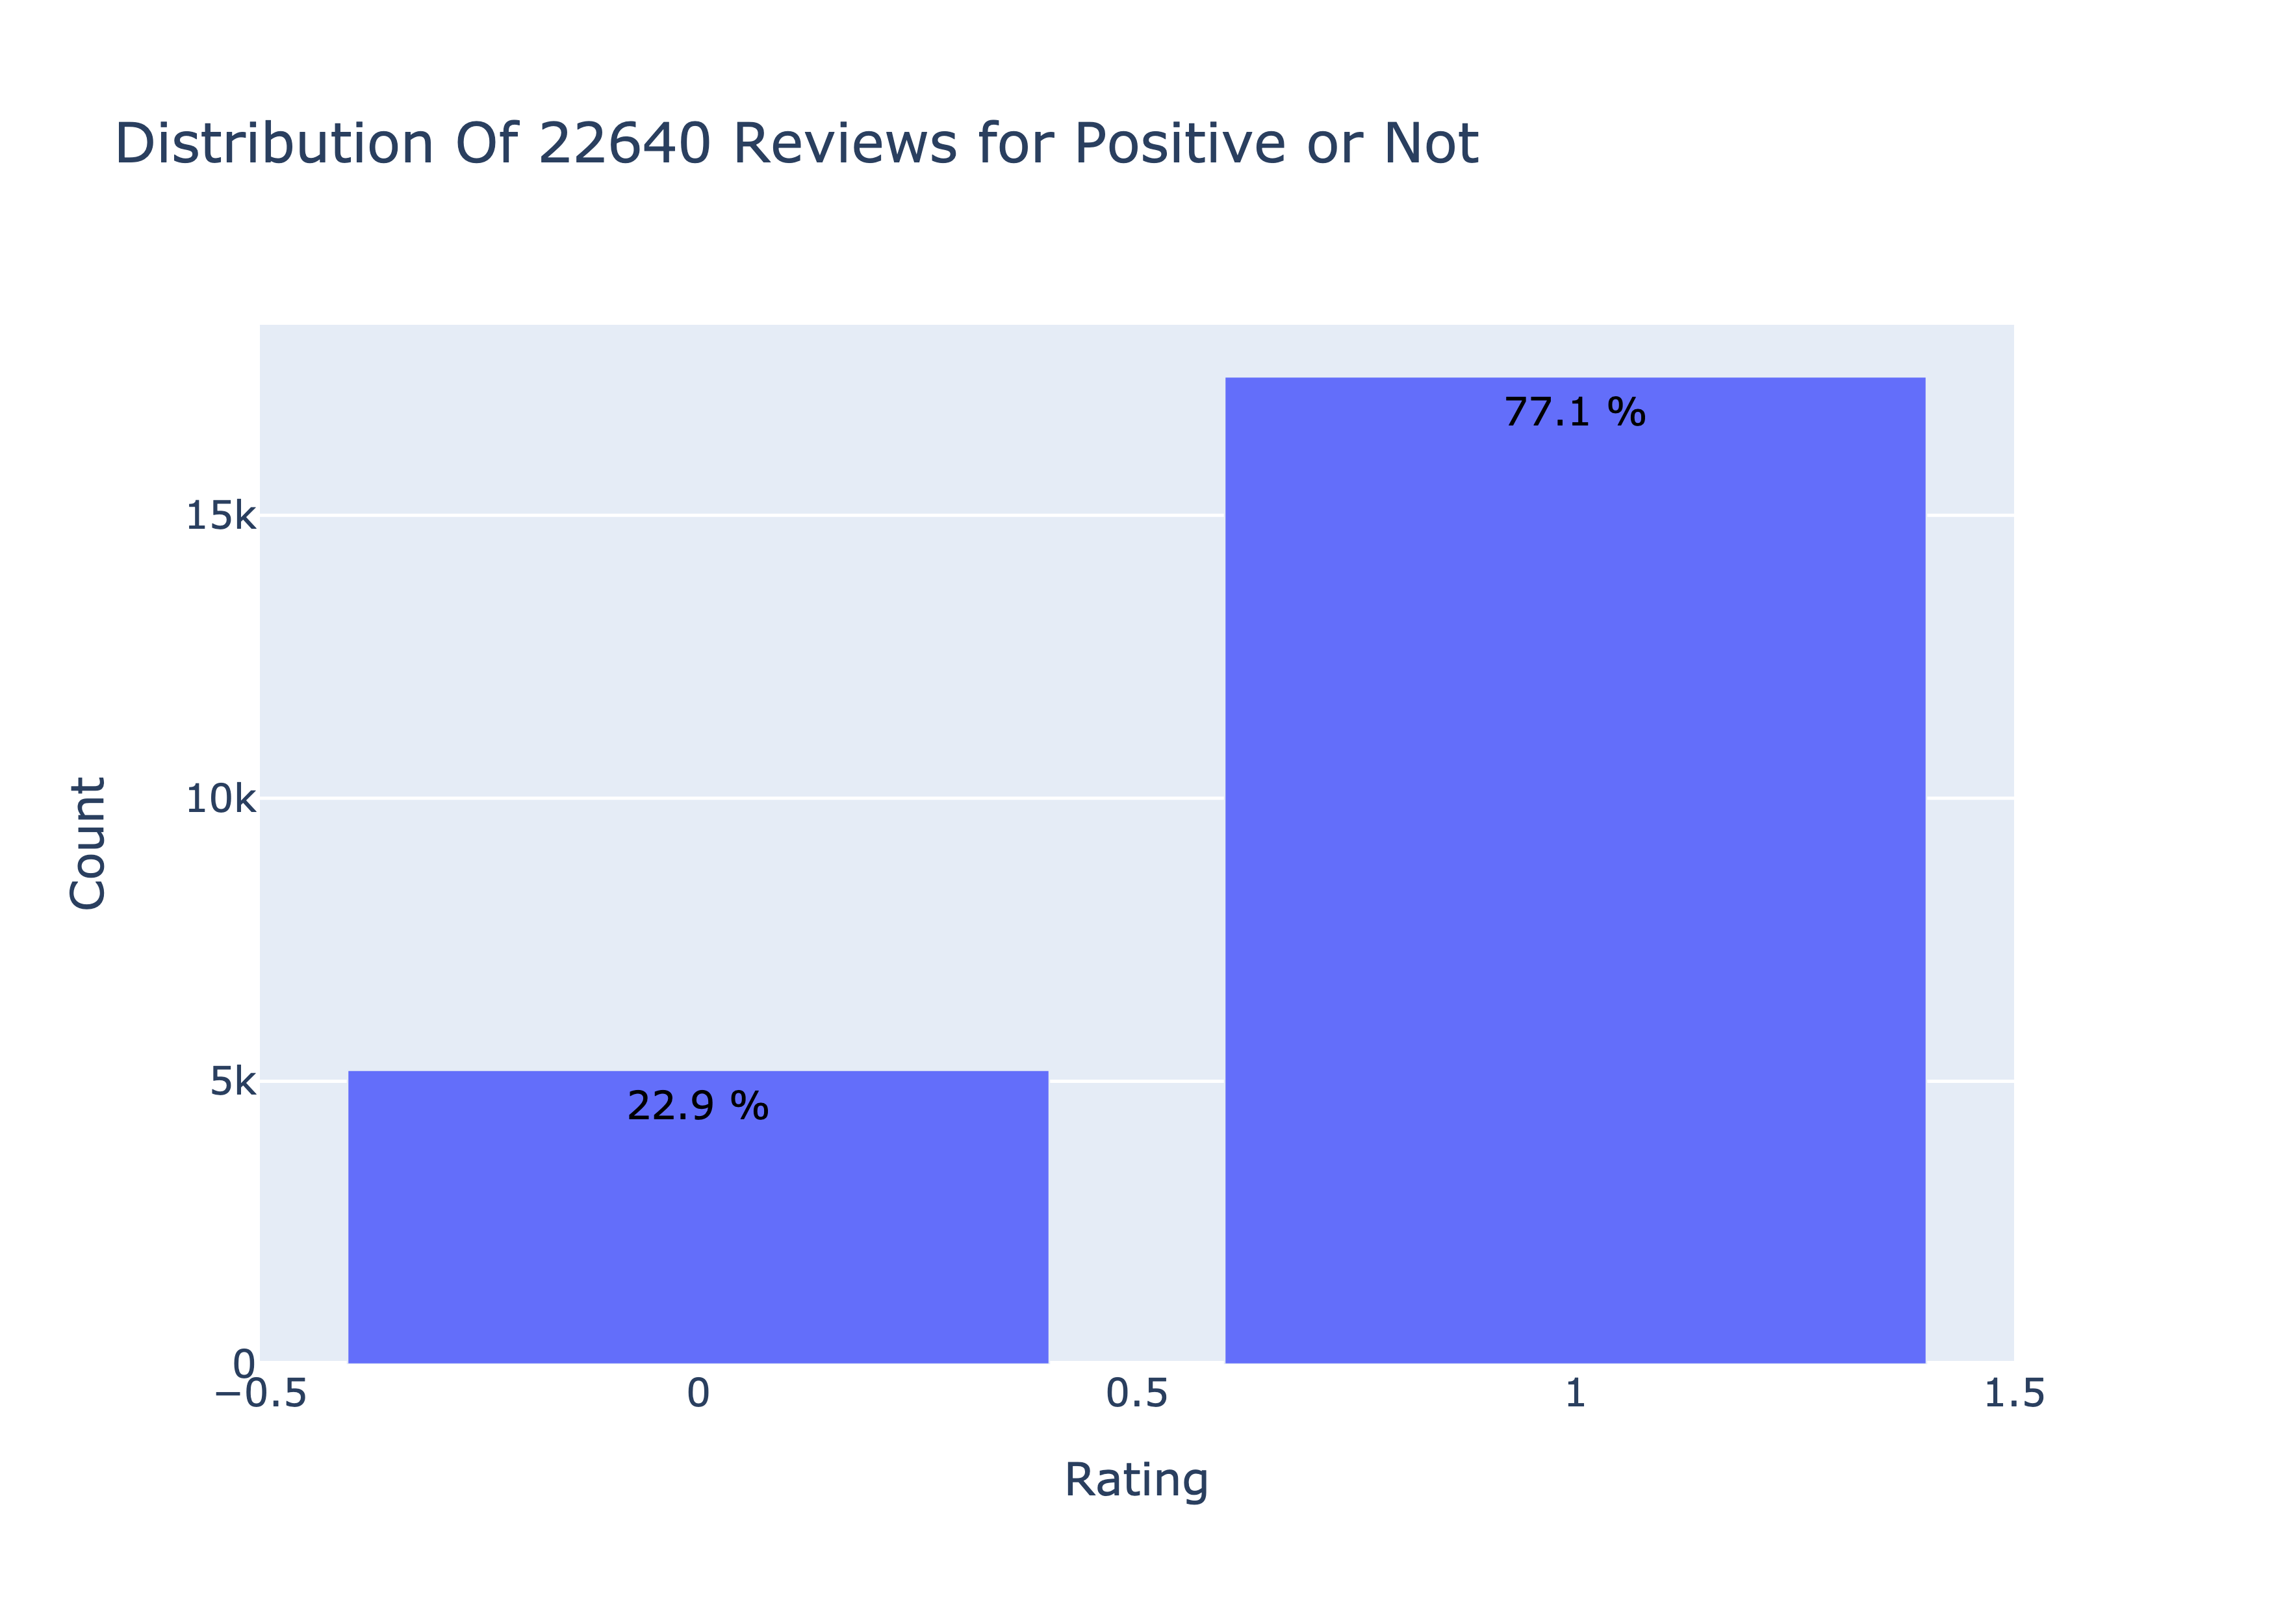 Distribution Of 22640 Reviews for Positive or Not
77.1 %
15k
10k
Count
5k
22.9 %
0
−0.5
0
0.5
1
1.5
Rating